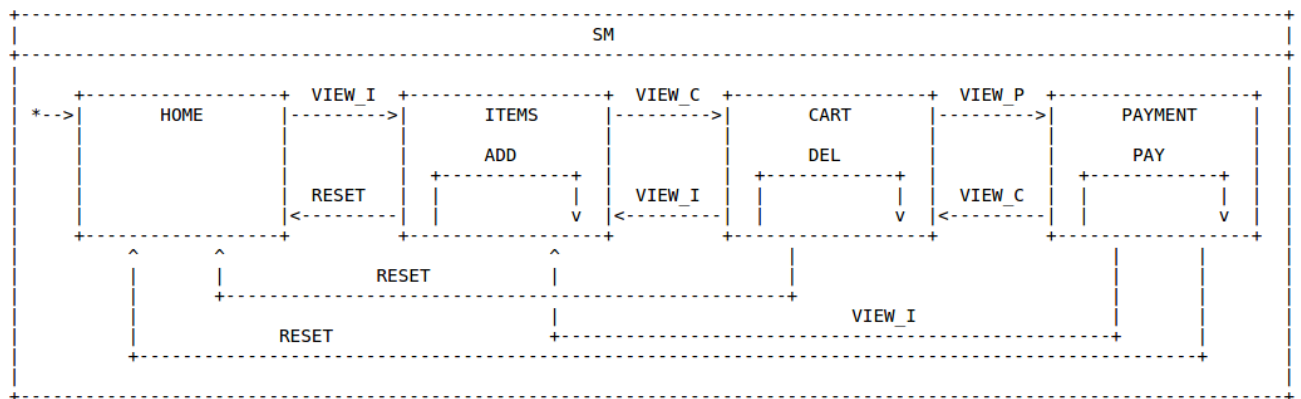 SM
VIEW_I VIEW_C VIEW_P
HOME ITEMS CART PAYMENT
ADD DEL PAY
RESET VIEW_I VIEW_C
RESET
VIEW_I
RESET